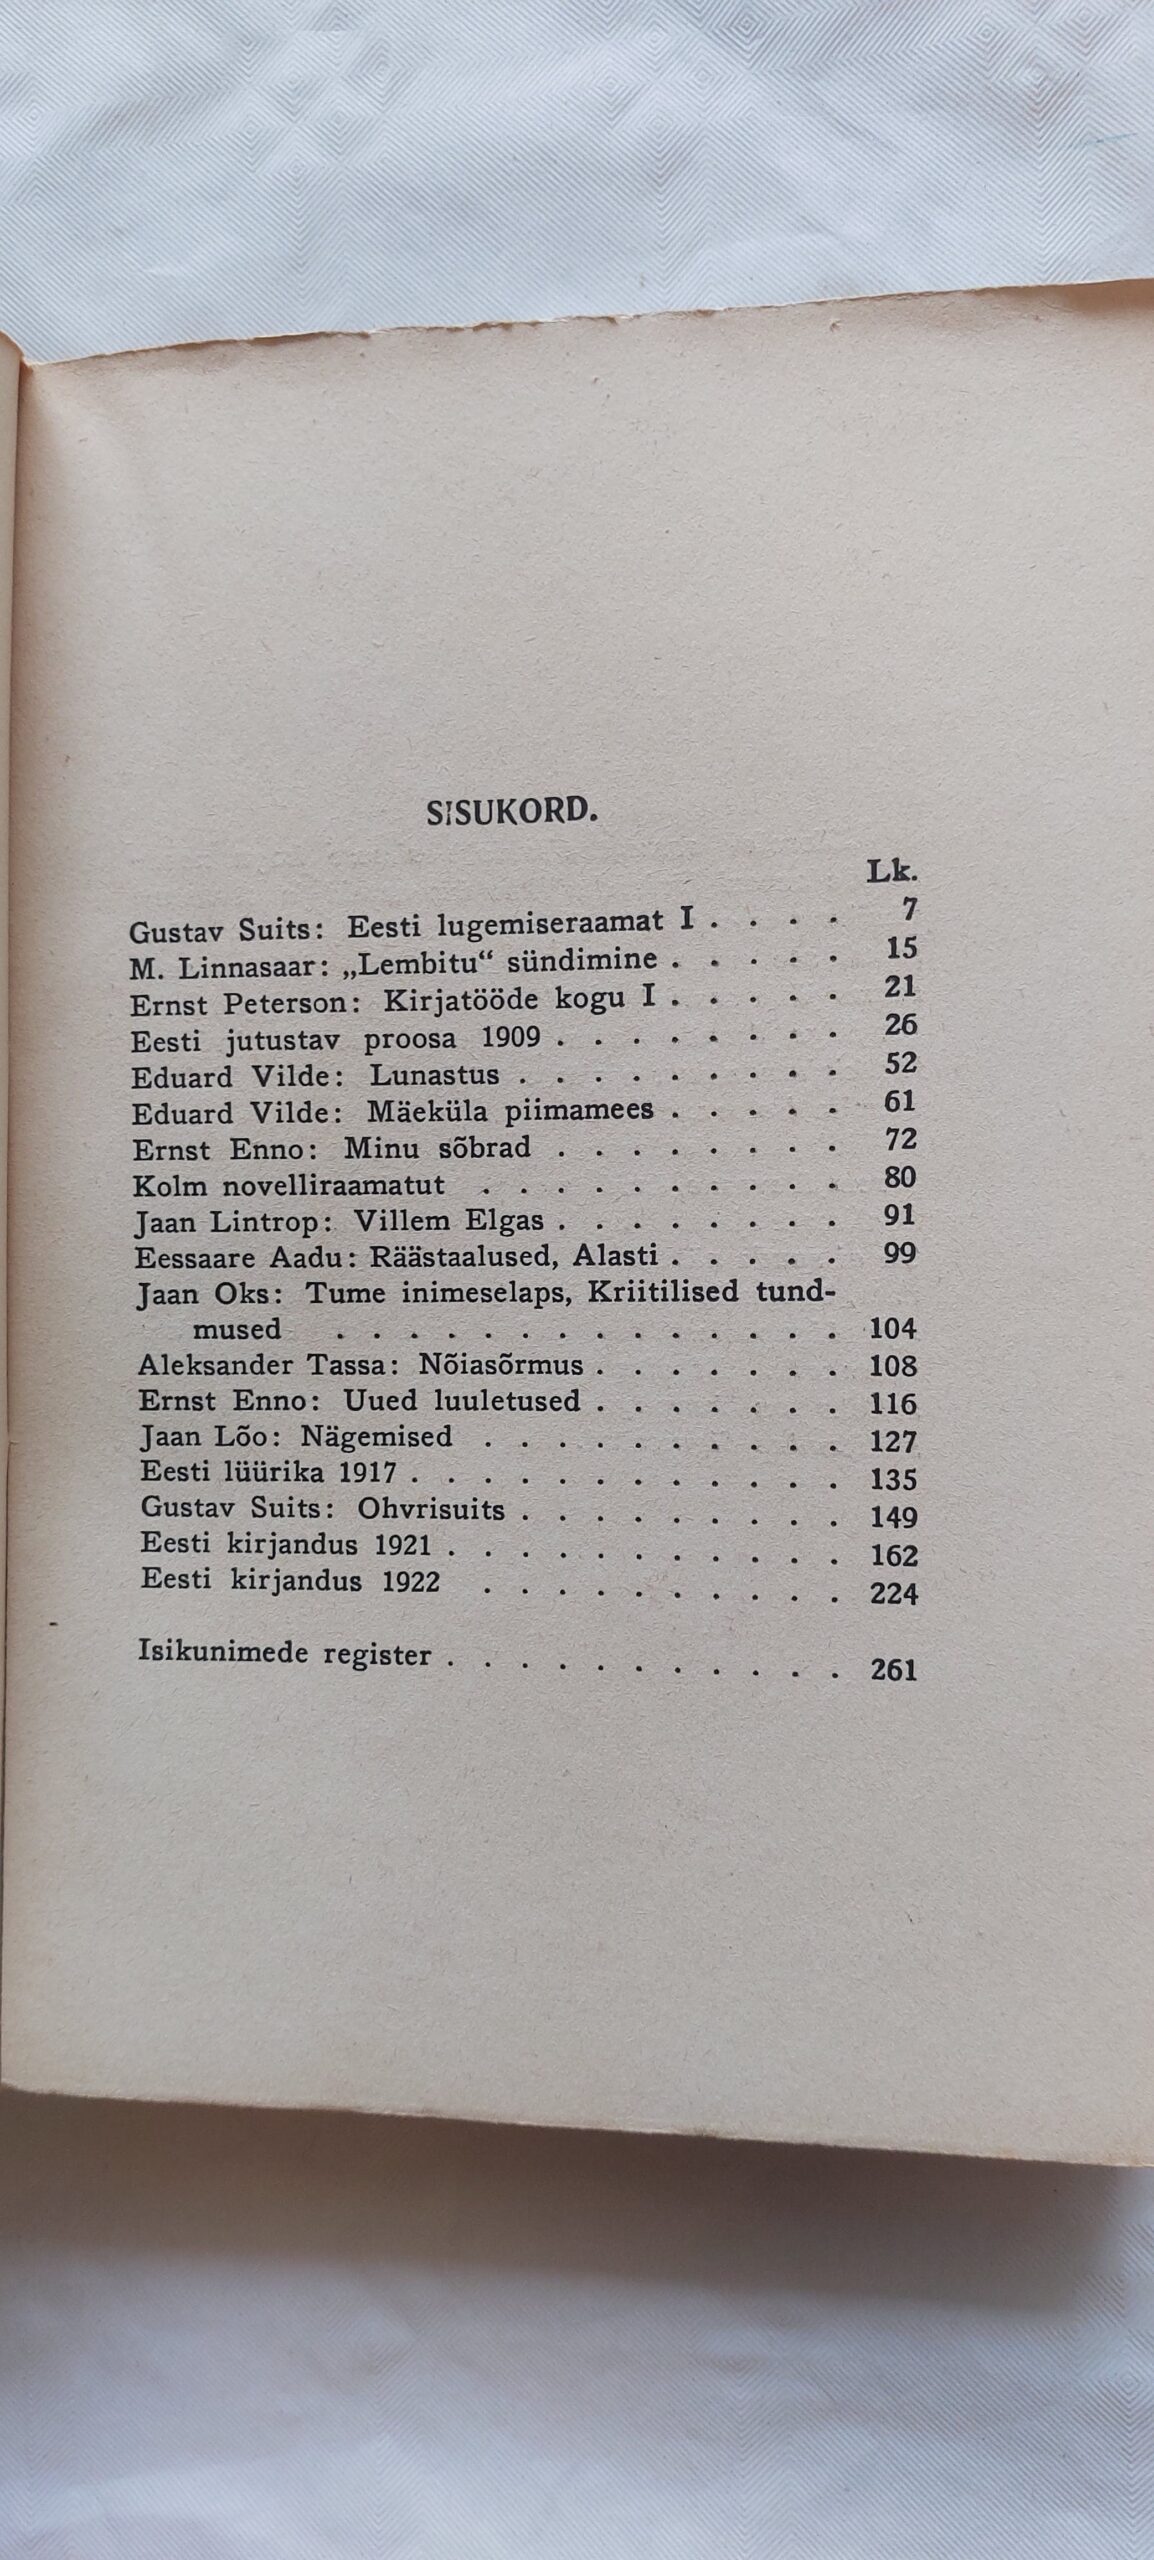 SISUKORD.
Lk.
Gustav Suits: Eesti lugemiseraamat I . . . . 7
M. Linnasaar: „Lembitu“ sündimine . . . . . 15
Ernst Peterson: Kirjatööde kogu I . . . . . 21
Eesti jutustav proosa 1909 . . . . . . . . 26
Eduard Vilde: Lunastus . . . . . . . . . 52
Eduard Vilde: Mäeküla piimamees . . . . . 61
Ernst Enno: Minu sõbrad . . . . . . . . 72
Kolm novelliraamatut . . . . . . . . . . 80
Jaan Lintrop: Villem Elgas . . . . . . . . 91
Eessaare Aadu: Räästaalused, Alasti . . . . . 99
Jaan Oks: Tume inimeselaps, Kriitilised tund-
mused . . . . . . . . . . . . . . 104
Aleksander Tassa: Nõiasõrmus . . . . . . . 108
Ernst Enno: Uued luuletused . . . . . . . 116
Jaan Lõo: Nägemised . . . . . . . . . . 127
Eesti lüürika 1917 . . . . . . . . . . . . 135
Gustav Suits: Ohvrisuits . . . . . . . . . 149
Eesti kirjandus 1921 . . . . . . . . . . . 162
Eesti kirjandus 1922 . . . . . . . . . . 224
Isikunimede register . . . . . . . . . . . 261